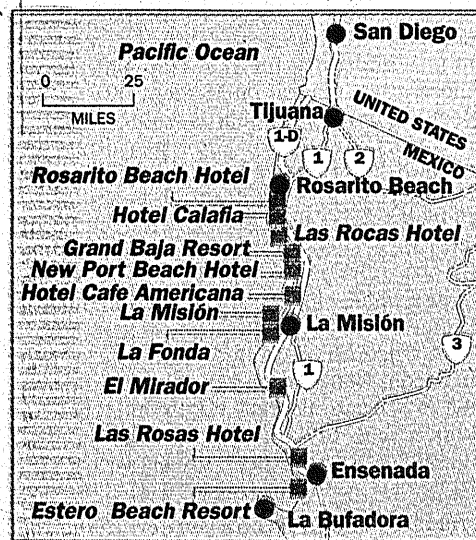 San Diego
Pacific Ocean
0 25
MILES
Tijuana
UNITED STATES
MEXICO
1-D
1
2
Rosarito Beach Hotel
Rosarito Beach
Hotel Calafia
Las Rocas Hotel
Grand Baja Resort
New Port Beach Hotel
Hotel Cafe Americana
La Misión
La Misión
La Fonda
3
1
El Mirador
Las Rosas Hotel
Ensenada
Estero Beach Resort
La Bufadora